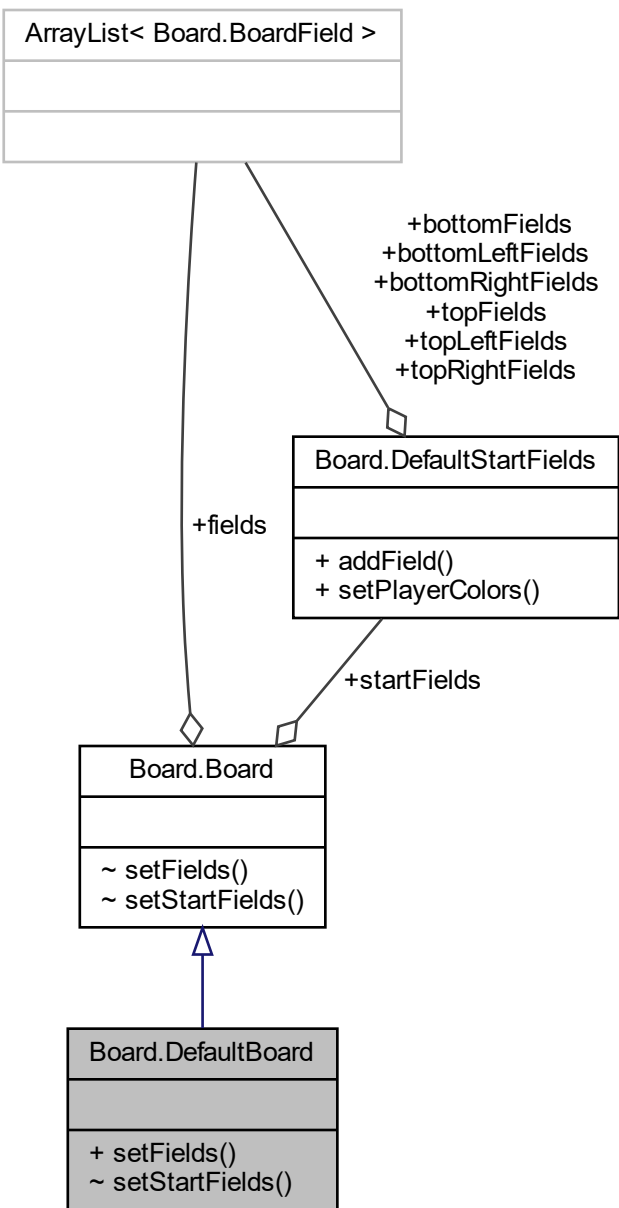 ArrayList< Board.BoardField >
+bottomFields
+bottomLeftFields
+bottomRightFields
+topFields
+topLeftFields
+topRightFields
Board.DefaultStartFields
+ addField()
+ setPlayerColors()
+fields
+startFields
Board.Board
~ setFields()
~ setStartFields()
Board.DefaultBoard
+ setFields()
~ setStartFields()